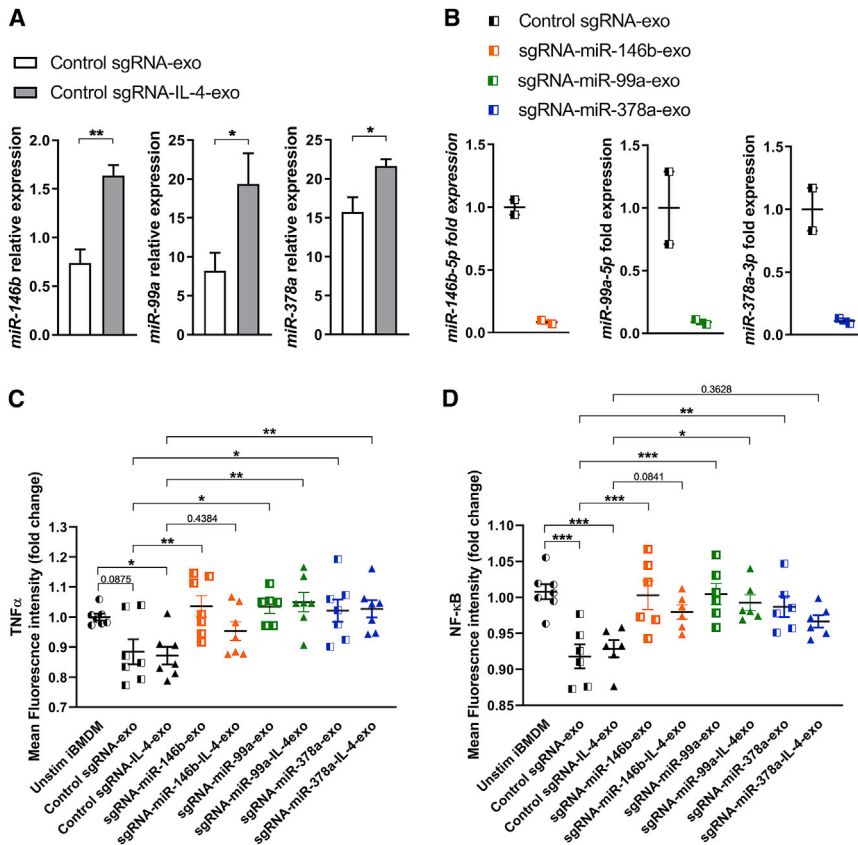 A
Control sgRNA-exo
Control sgRNA-IL-4-exo
**
*
*
miR-146b relative expression
2.0
1.5
1.0
0.5
0.0
miR-99a relative expression
25
20
15
10
5
0
miR-378a relative expression
25
20
15
10
5
0
B
Control sgRNA-exo
sgRNA-miR-146b-exo
sgRNA-miR-99a-exo
sgRNA-miR-378a-exo
miR-146b-5p fold expression
1.5
1.0
0.5
0.0
miR-99a-5p fold expression
1.5
1.0
0.5
0.0
miR-378a-3p fold expression
1.5
1.0
0.5
0.0
C
**
*
**
*
0.4384
**
*
0.0875
TNFα
Mean Fluorescnce intensity (fold change)
1.3
1.2
1.1
1.0
0.9
0.8
0.7
Unstim iBMDM
Control sgRNA-exo
Control sgRNA-IL-4-exo
sgRNA-miR-146b-exo
sgRNA-miR-146b-IL-4-exo
sgRNA-miR-99a-exo
sgRNA-miR-99a-IL-4exo
sgRNA-miR-378a-exo
sgRNA-miR-378a-IL-4-exo
D
0.3628
**
*
***
0.0841
***
***
***
NF-κB
Mean Fluorescnce intensity (fold change)
1.10
1.05
1.00
0.95
0.90
0.85
Unstim iBMDM
Control sgRNA-exo
Control sgRNA-IL-4-exo
sgRNA-miR-146b-exo
sgRNA-miR-146b-IL-4-exo
sgRNA-miR-99a-exo
sgRNA-miR-99a-IL-4-exo
sgRNA-miR-378a-exo
sgRNA-miR-378a-IL-4-exo